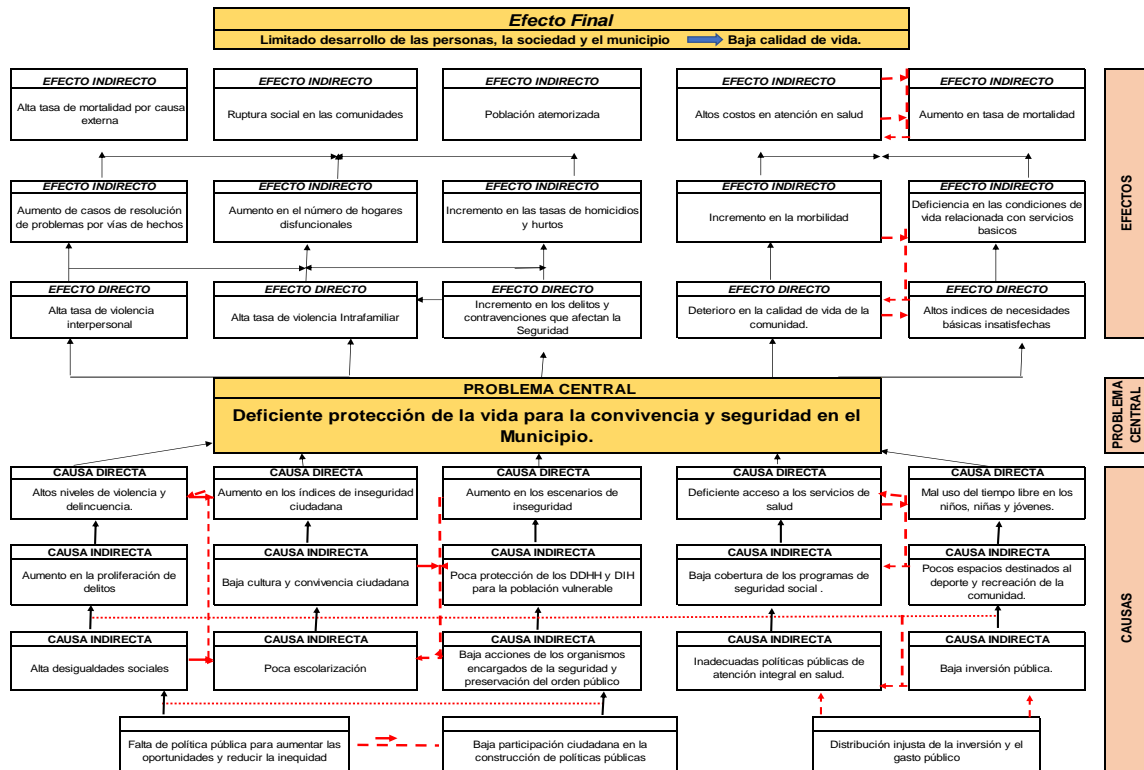 Efecto Final
Limitado desarrollo de las personas, la sociedad y el municipio Baja calidad de vida.
EFECTO INDIRECTO
Alta tasa de mortalidad por causa
externa
EFECTO INDIRECTO
Ruptura social en las comunidades
EFECTO INDIRECTO
Población atemorizada
EFECTO INDIRECTO
Altos costos en atención en salud
EFECTO INDIRECTO
Aumento en tasa de mortalidad
EFECTO INDIRECTO
Aumento de casos de resolución
de problemas por vías de hechos
EFECTO INDIRECTO
Aumento en el número de hogares
disfuncionales
EFECTO INDIRECTO
Incremento en las tasas de homicidios
y hurtos
EFECTO INDIRECTO
Incremento en la morbilidad
EFECTO INDIRECTO
Deficiencia en las condiciones de
vida relacionada con servicios
basicos
EFECTO DIRECTO
Alta tasa de violencia
interpersonal
EFECTO DIRECTO
Alta tasa de violencia Intrafamiliar
EFECTO DIRECTO
Incremento en los delitos y
contravenciones que afectan la
Seguridad
EFECTO DIRECTO
Deterioro en la calidad de vida de la
comunidad.
EFECTO DIRECTO
Altos indices de necesidades
básicas insatisfechas
EFECTOS
PROBLEMA CENTRAL
Deficiente protección de la vida para la convivencia y seguridad en el
Municipio.
PROBLEMA
CENTRAL
CAUSA DIRECTA
Altos niveles de violencia y
delincuencia.
CAUSA DIRECTA
Aumento en los índices de inseguridad
ciudadana
CAUSA DIRECTA
Aumento en los escenarios de
inseguridad
CAUSA DIRECTA
Deficiente acceso a los servicios de
salud
CAUSA DIRECTA
Mal uso del tiempo libre en los
niños, niñas y jóvenes.
CAUSA INDIRECTA
Aumento en la proliferación de
delitos
CAUSA INDIRECTA
Baja cultura y convivencia ciudadana
CAUSA INDIRECTA
Poca protección de los DDHH y DIH
para la población vulnerable
CAUSA INDIRECTA
Baja cobertura de los programas de
seguridad social .
CAUSA INDIRECTA
Pocos espacios destinados al
deporte y recreación de la
comunidad.
CAUSA INDIRECTA
Alta desigualdades sociales
CAUSA INDIRECTA
Poca escolarización
CAUSA INDIRECTA
Baja acciones de los organismos
encargados de la seguridad y
preservación del orden público
CAUSA INDIRECTA
Inadecuadas políticas públicas de
atención integral en salud.
CAUSA INDIRECTA
Baja inversión pública.
CAUSAS
Falta de política pública para aumentar las
oportunidades y reducir la inequidad
Baja participación ciudadana en la
construcción de políticas públicas
Distribución injusta de la inversión y el
gasto público